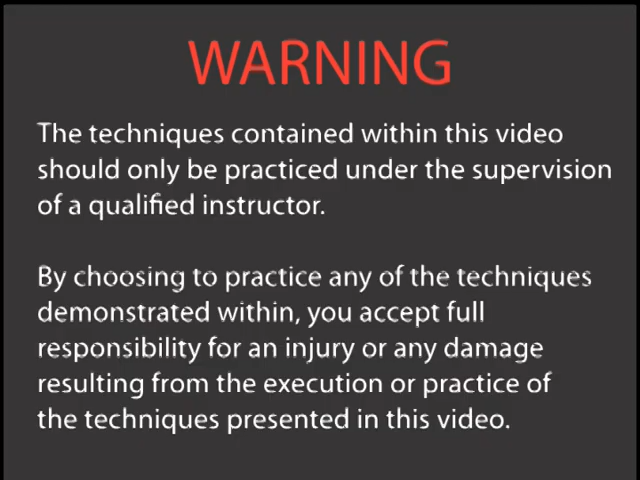 WARNING
The techniques contained within this video
should only be practiced under the supervision
of a qualified instructor.
By choosing to practice any of the techniques
demonstrated within, you accept full
responsibility for an injury or any damage
resulting from the execution or practice of
the techniques presented in this video.